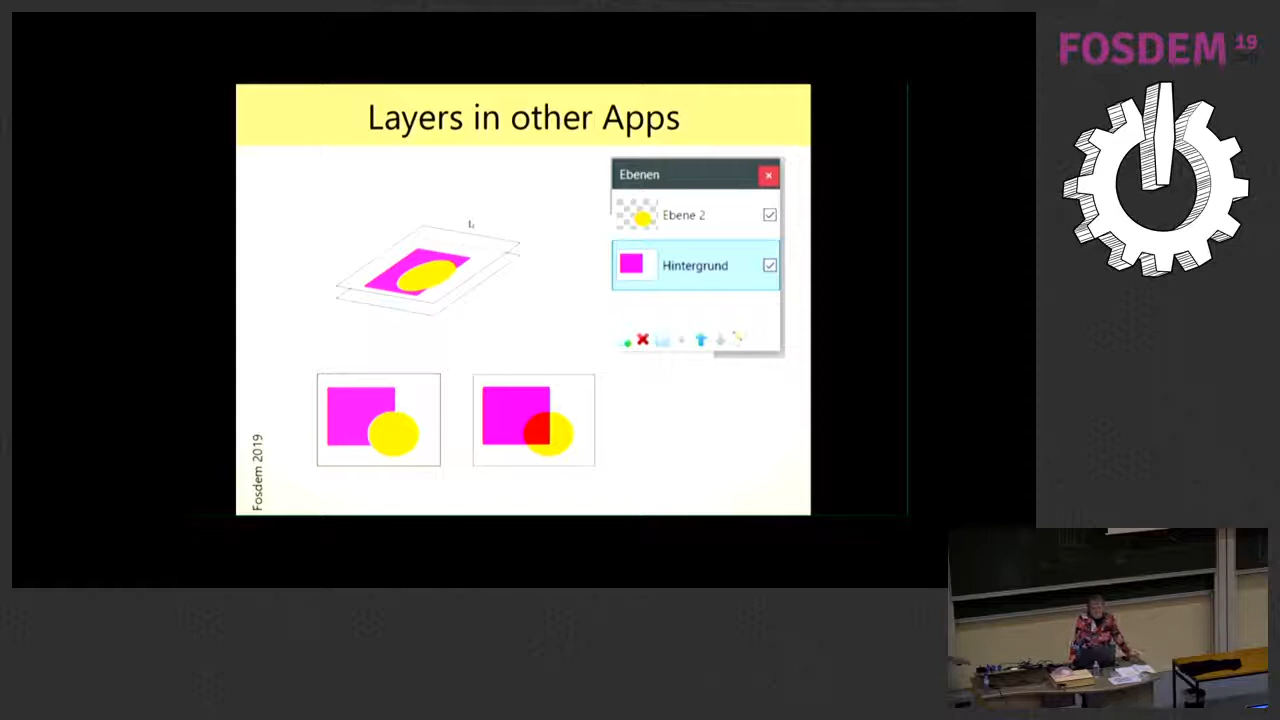 Layers in other Apps
Ebenen
Ebene 2
Hintergrund
Fosdem 2019
FOSDEM 19